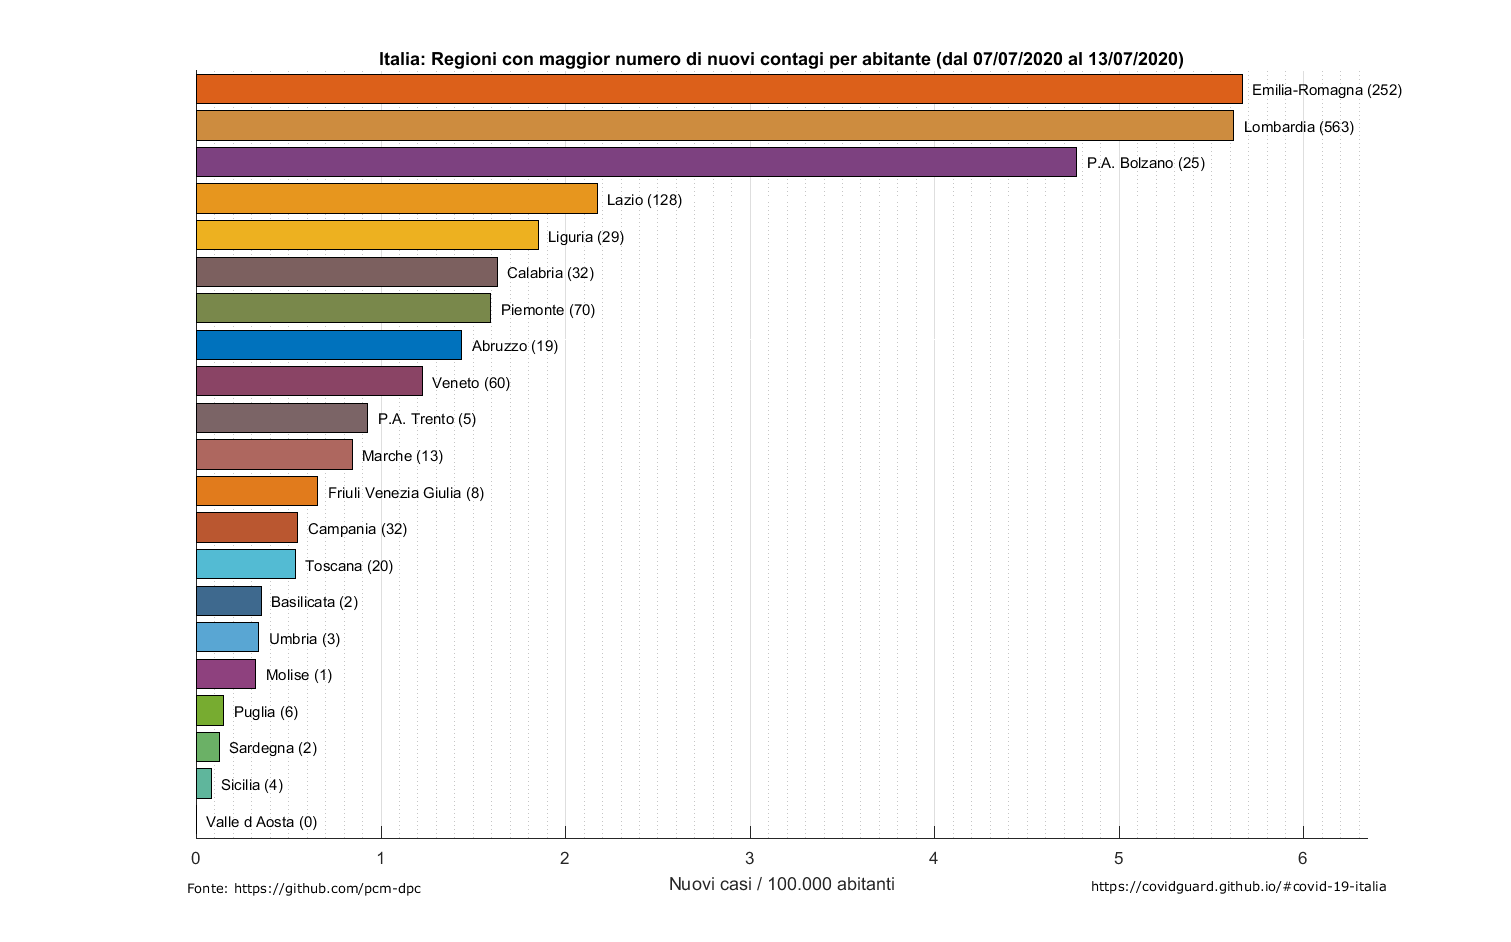 Italia: Regioni con maggior numero di nuovi contagi per abitante (dal 07/07/2020 al 13/07/2020)
Emilia-Romagna (252)
Lombardia (563)
P.A. Bolzano (25)
Lazio (128)
Liguria (29)
Calabria (32)
Piemonte (70)
Abruzzo (19)
Veneto (60)
P.A. Trento (5)
Marche (13)
Friuli Venezia Giulia (8)
Campania (32)
Toscana (20)
Basilicata (2)
Umbria (3)
Molise (1)
Puglia (6)
Sardegna (2)
Sicilia (4)
Valle d Aosta (0)
0 1 2 3 4 5 6
Nuovi casi / 100.000 abitanti
Fonte: https://github.com/pcm-dpc
https://covidguard.github.io/#covid-19-italia